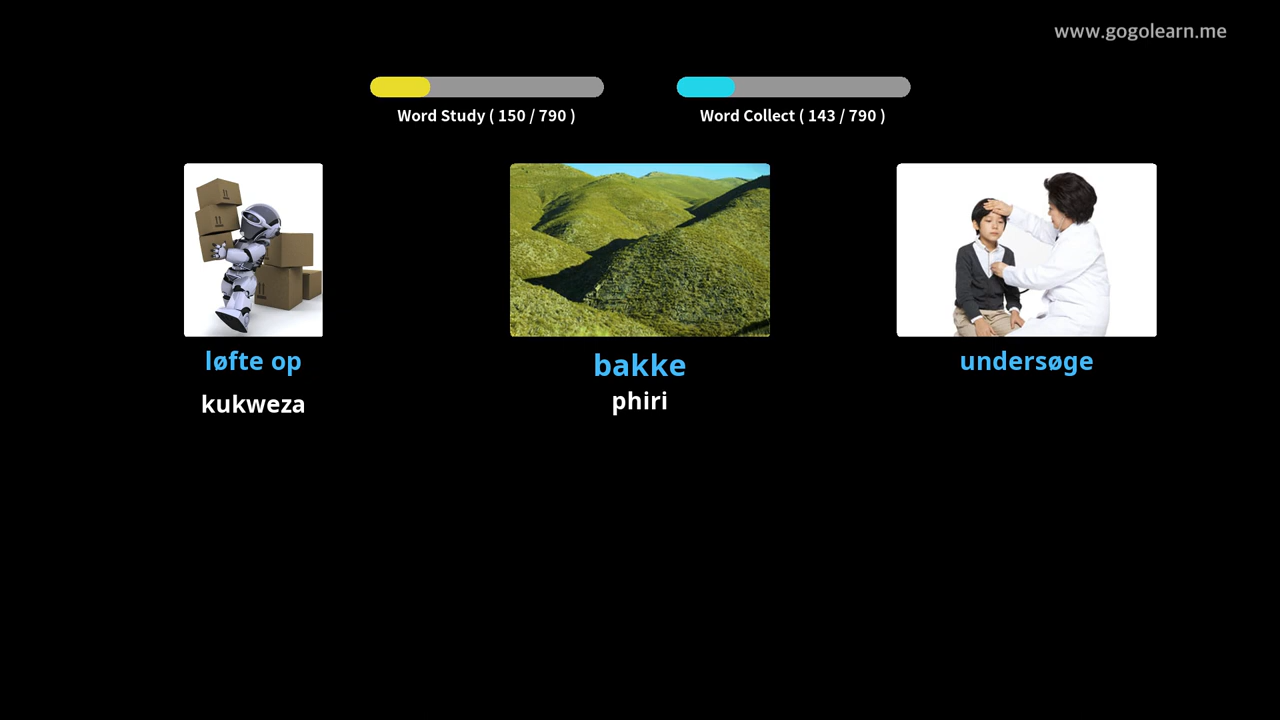 www.gogolearn.me
Word Study ( 150 / 790 )
Word Collect ( 143 / 790 )
løfte op
kukweza
bakke
phiri
undersøge